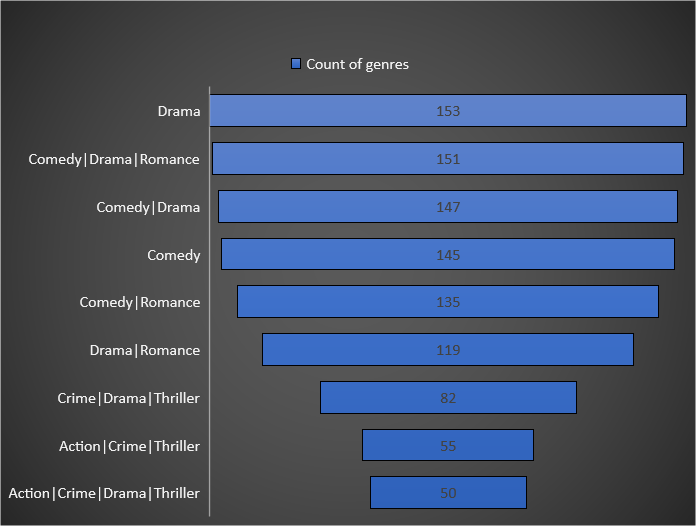 Count of genres
Drama 153
Comedy|Drama|Romance 151
Comedy|Drama 147
Comedy 145
Comedy|Romance 135
Drama|Romance 119
Crime|Drama|Thriller 82
Action|Crime|Thriller 55
Action|Crime|Drama|Thriller 50